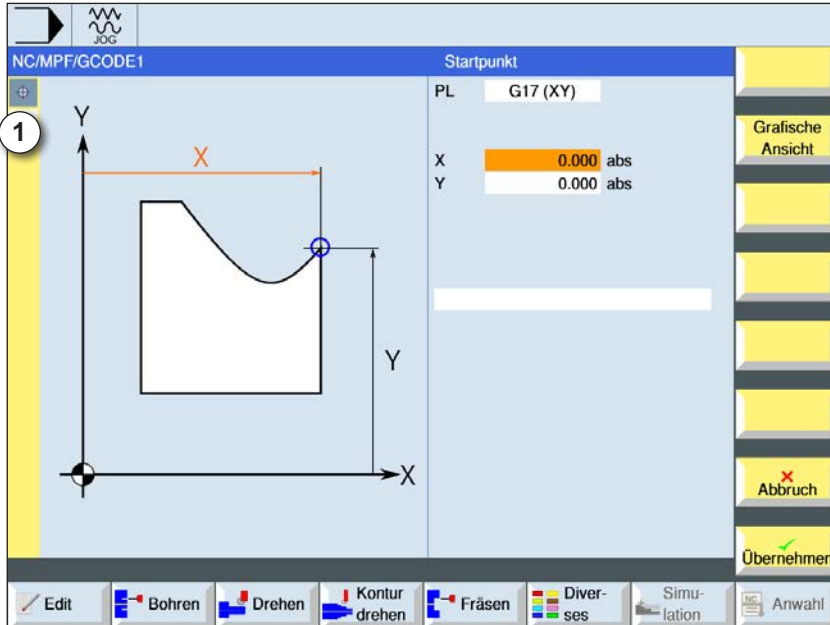 JOG
NC/MPF/GCODE1
Startpunkt
PL G17 (XY)
X 0.000 abs
Y 0.000 abs
1
Y
X
Y
X
Grafische
Ansicht
Abbruch
Übernehmen
Edit
Bohren
Drehen
Kontur
drehen
Fräsen
Diver-
ses
Simu-
lation
NC
Anwahl